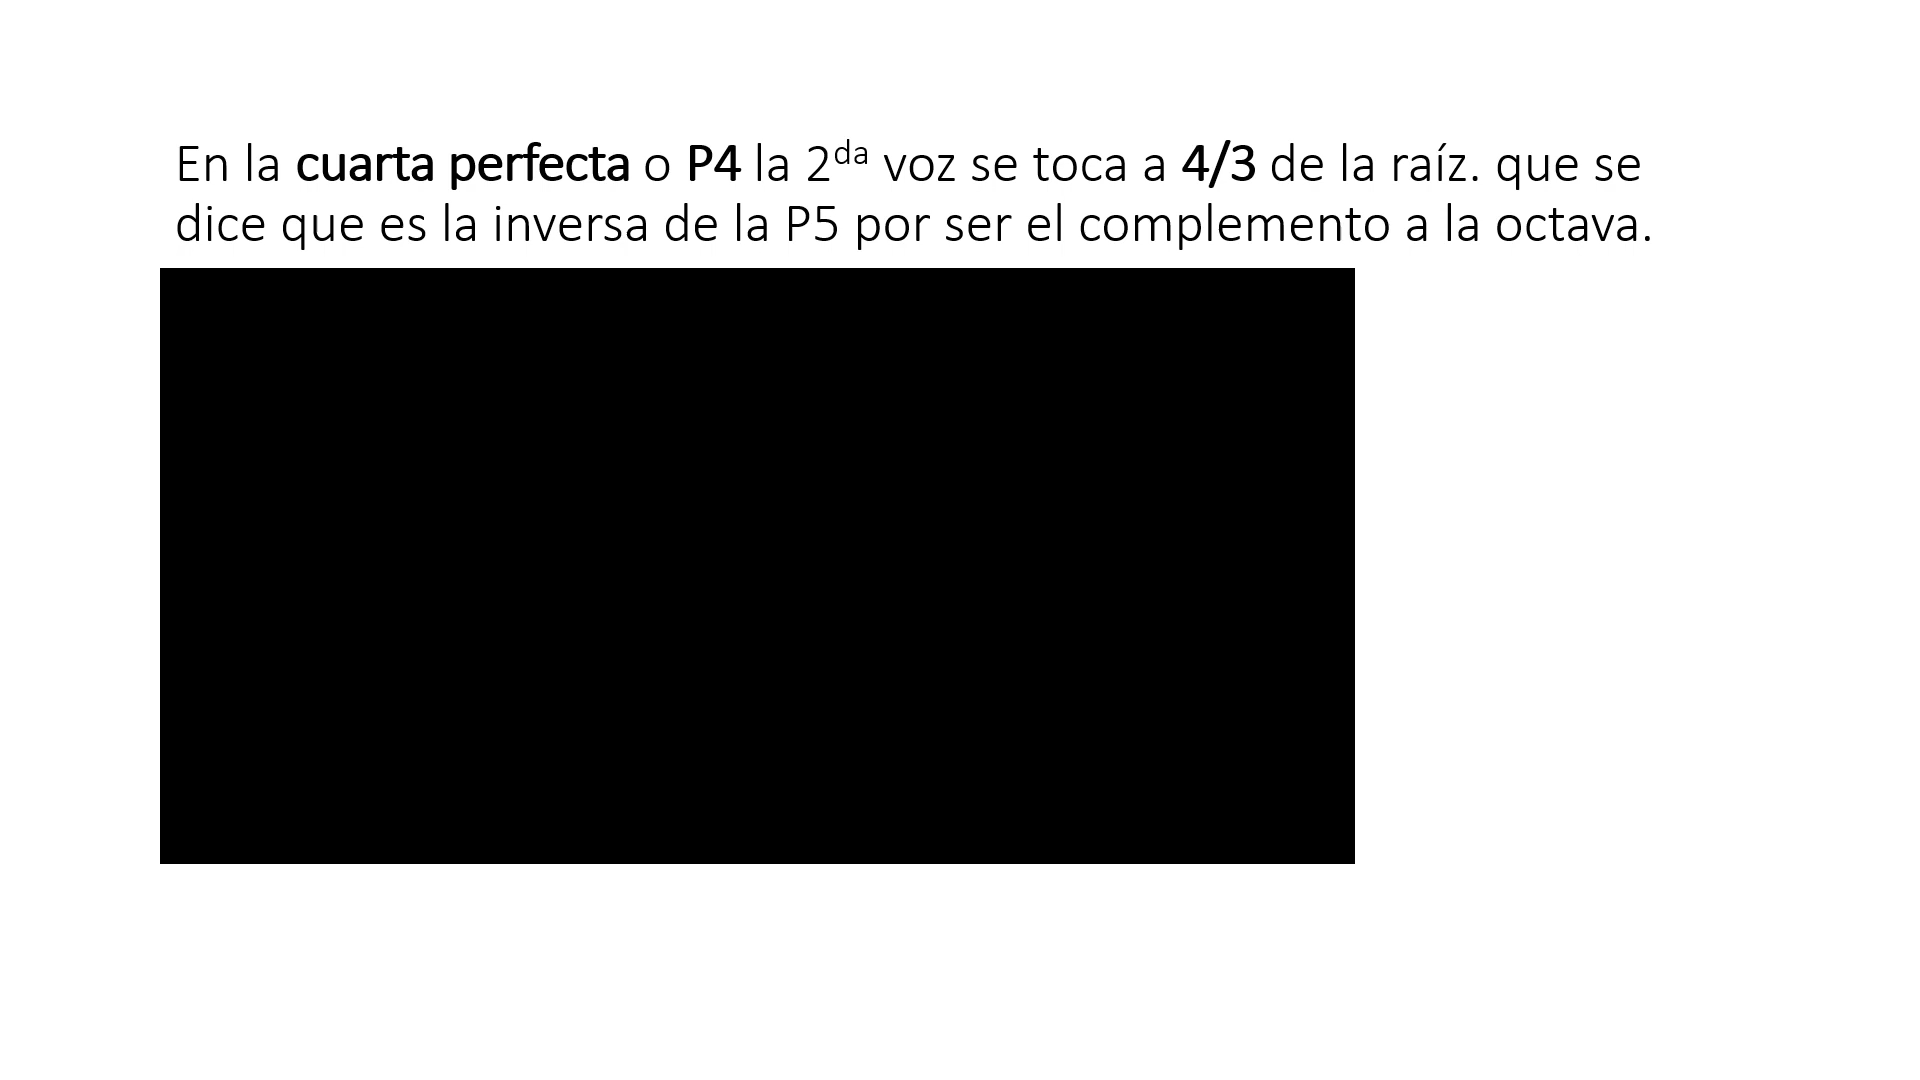 En la cuarta perfecta o P4 la 2da voz se toca a 4/3 de la raíz. que se
dice que es la inversa de la P5 por ser el complemento a la octava.